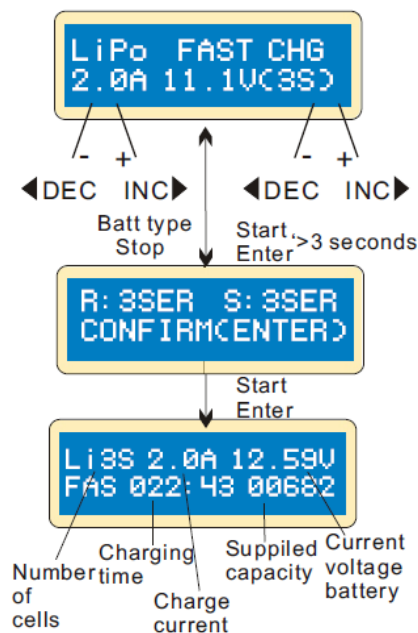 LiPo FAST CHG
2.0A 11.1V(3S)
- +
◀DEC INC▶
- +
◀DEC INC▶
Batt type
Stop
Start
Enter
>3 seconds
R:3SER S:3SER
CONFIRM(ENTER)
Start
Enter
Li3S 2.0A 12.59V
FAS 022:43 00682
Number
of
cells
Charging
time
Charge
current
Suppiled
capacity
Current
voltage
battery